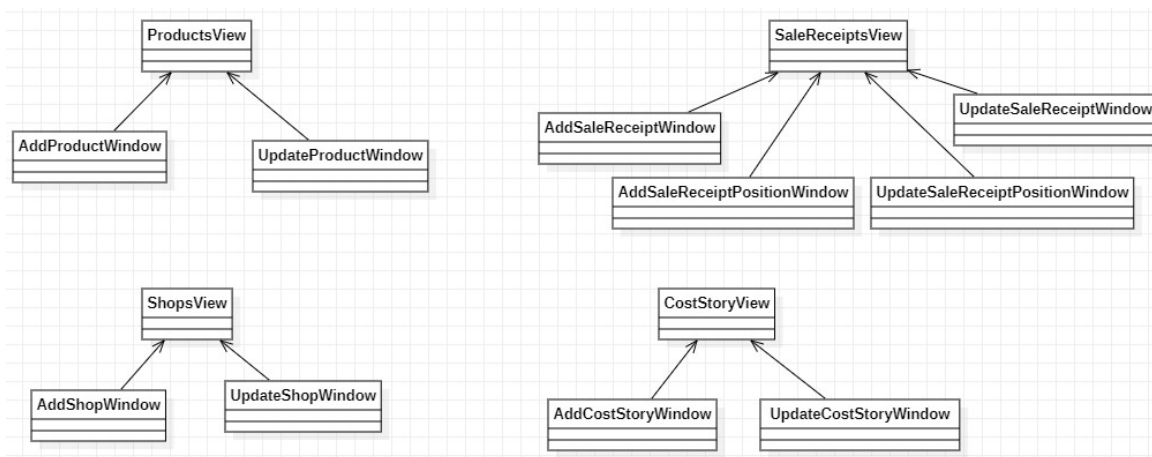 ProductsView
SaleReceiptsView
UpdateSaleReceiptWindow
AddSaleReceiptWindow
AddProductWindow
UpdateProductWindow
AddSaleReceiptPositionWindow
UpdateSaleReceiptPositionWindow
ShopsView
CostStoryView
AddShopWindow
UpdateShopWindow
AddCostStoryWindow
UpdateCostStoryWindow